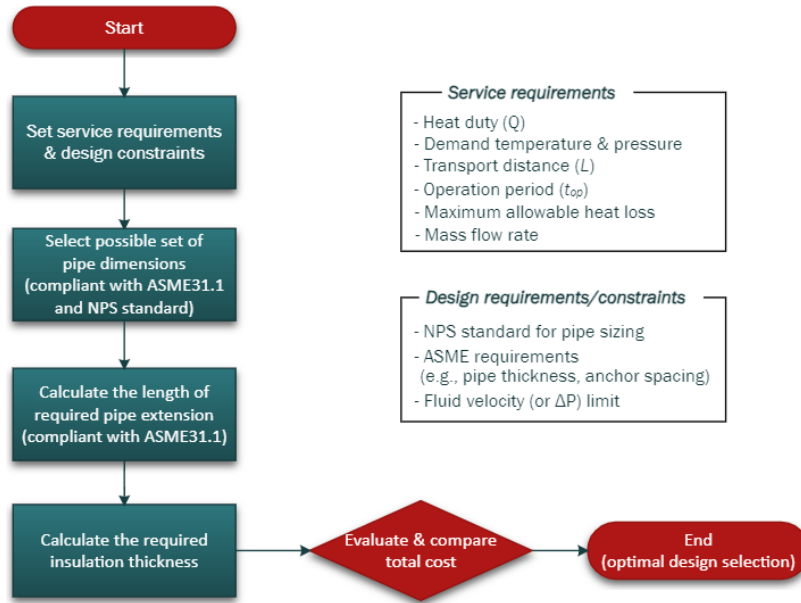 Start
Set service requirements
& design constraints
Select possible set of
pipe dimensions
(compliant with ASME31.1
and NPS standard)
Calculate the length of
required pipe extension
(compliant with ASME31.1)
Calculate the required
insulation thickness
Evaluate & compare
total cost
End
(optimal design selection)
Service requirements
- Heat duty (Q)
- Demand temperature & pressure
- Transport distance (L)
- Operation period (top)
- Maximum allowable heat loss
- Mass flow rate
Design requirements/constraints
- NPS standard for pipe sizing
- ASME requirements
(e.g., pipe thickness, anchor spacing)
- Fluid velocity (or ΔP) limit